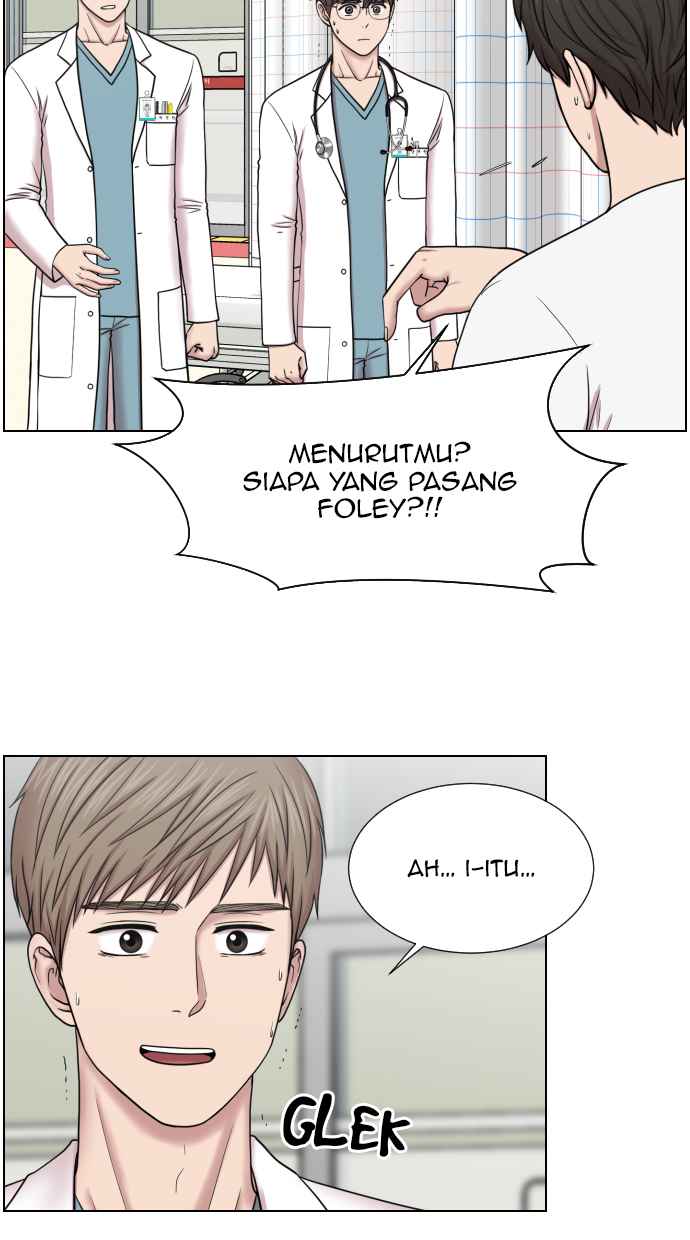 MENURUTMU?
SIAPA YANG PASANG
FOLEY?!!
AH... I-ITU...
GLEK